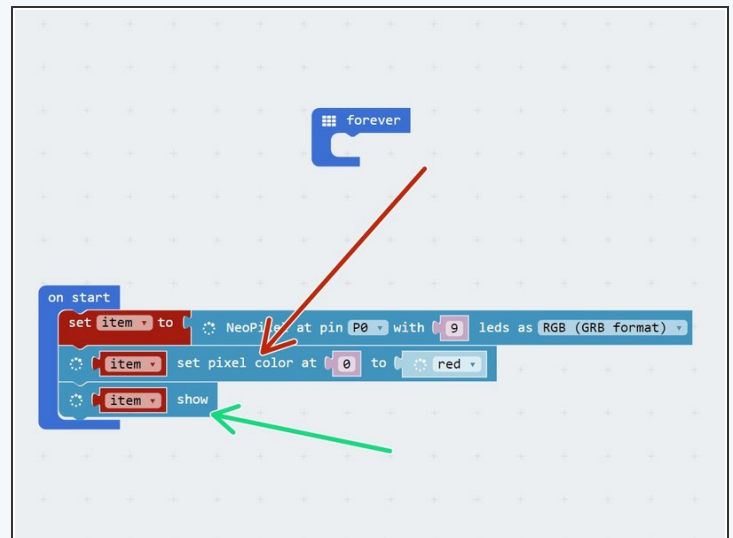 forever
on start
set item to NeoPixel at pin P0 with 9 leds as RGB (GRB format)
item set pixel color at 0 to red
item show